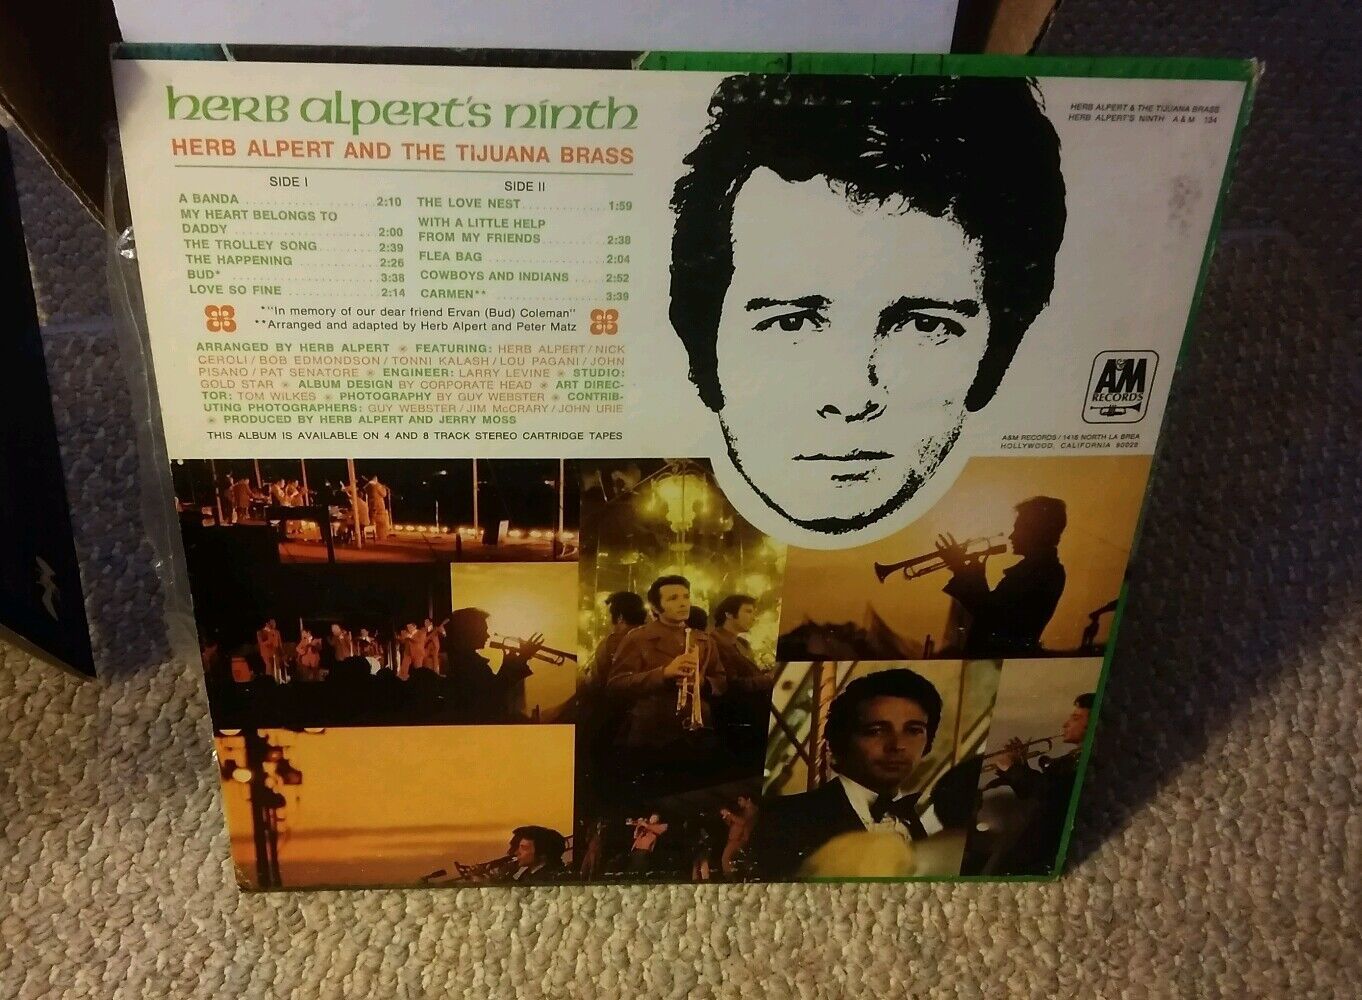 herb alpert's ninth
HERB ALPERT AND THE TIJUANA BRASS
SIDE I
A BANDA 2:10
MY HEART BELONGS TO
DADDY 2:00
THE TROLLEY SONG 2:39
THE HAPPENING 2:26
BUD* 3:38
LOVE SO FINE 2:14
SIDE II
THE LOVE NEST 1:59
WITH A LITTLE HELP
FROM MY FRIENDS 2:38
FLEA BAG 2:04
COWBOYS AND INDIANS 2:52
CARMEN** 3:39
*"In memory of our dear friend Ervan (Bud) Coleman"
**Arranged and adapted by Herb Alpert and Peter Matz
ARRANGED BY HERB ALPERT ✳ FEATURING: HERB ALPERT/NICK
CEROLI/BOB EDMONDSON/TONNI KALASH/LOU PAGANI/JOHN
PISANO/PAT SENATORE ✳ ENGINEER: LARRY LEVINE ✳ STUDIO:
GOLD STAR ✳ ALBUM DESIGN BY CORPORATE HEAD ✳ ART DIREC-
TOR: TOM WILKES ✳ PHOTOGRAPHY BY GUY WEBSTER ✳ CONTRIB-
UTING PHOTOGRAPHERS: GUY WEBSTER/JIM McCRARY/JOHN URIE
✳ PRODUCED BY HERB ALPERT AND JERRY MOSS
THIS ALBUM IS AVAILABLE ON 4 AND 8 TRACK STEREO CARTRIDGE TAPES
HERB ALPERT & THE TIJUANA BRASS
HERB ALPERT'S NINTH A & M 134
A&M
RECORDS
A&M RECORDS / 1416 NORTH LA BREA
HOLLYWOOD, CALIFORNIA 90028